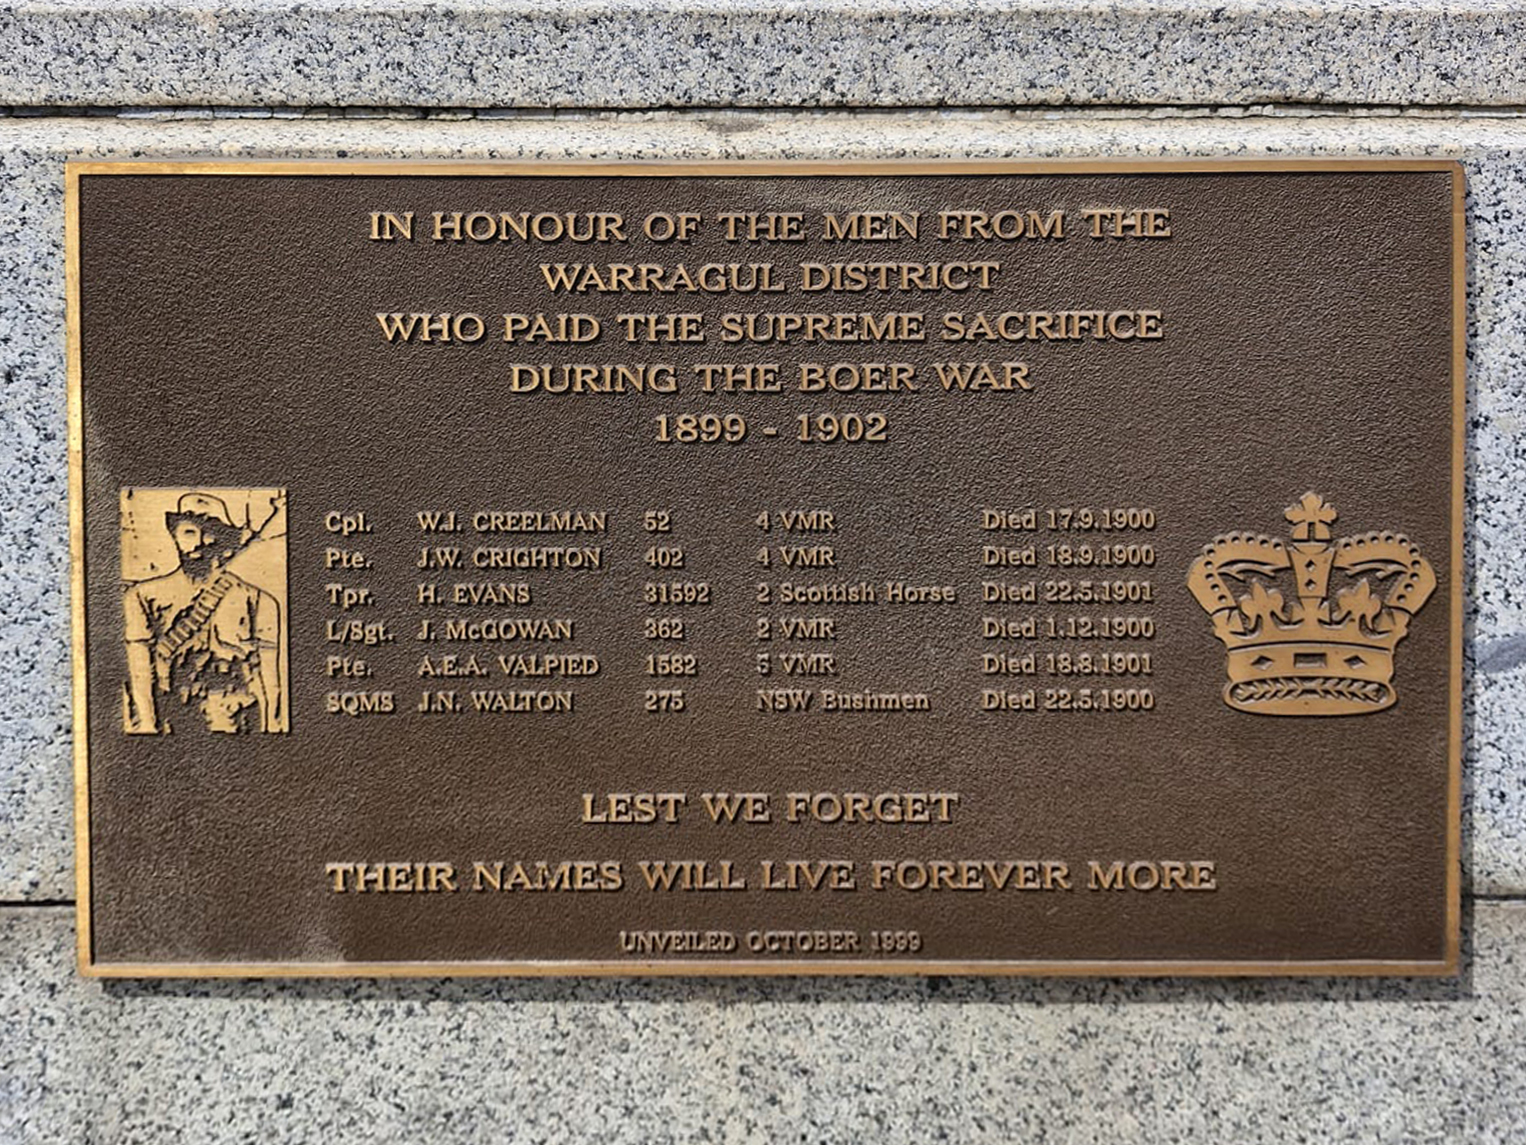 IN HONOUR OF THE MEN FROM THE
WARRAGUL DISTRICT
WHO PAID THE SUPREME SACRIFICE
DURING THE BOER WAR
1899 - 1902
Cpl. W.I. CREELMAN 52 4 VMR Died 17.9.1900
Pte. J.W. CRIGHTON 402 4 VMR Died 18.9.1900
Tpr. H. EVANS 31592 2 Scottish Horse Died 22.5.1901
L/Sgt. J. McGOWAN 362 2 VMR Died 1.12.1900
Pte. A.E.A. VALPIED 1582 5 VMR Died 18.8.1901
SQMS J.N. WALTON 275 NSW Bushmen Died 22.5.1900
LEST WE FORGET
THEIR NAMES WILL LIVE FOREVER MORE
UNVEILED OCTOBER 1999